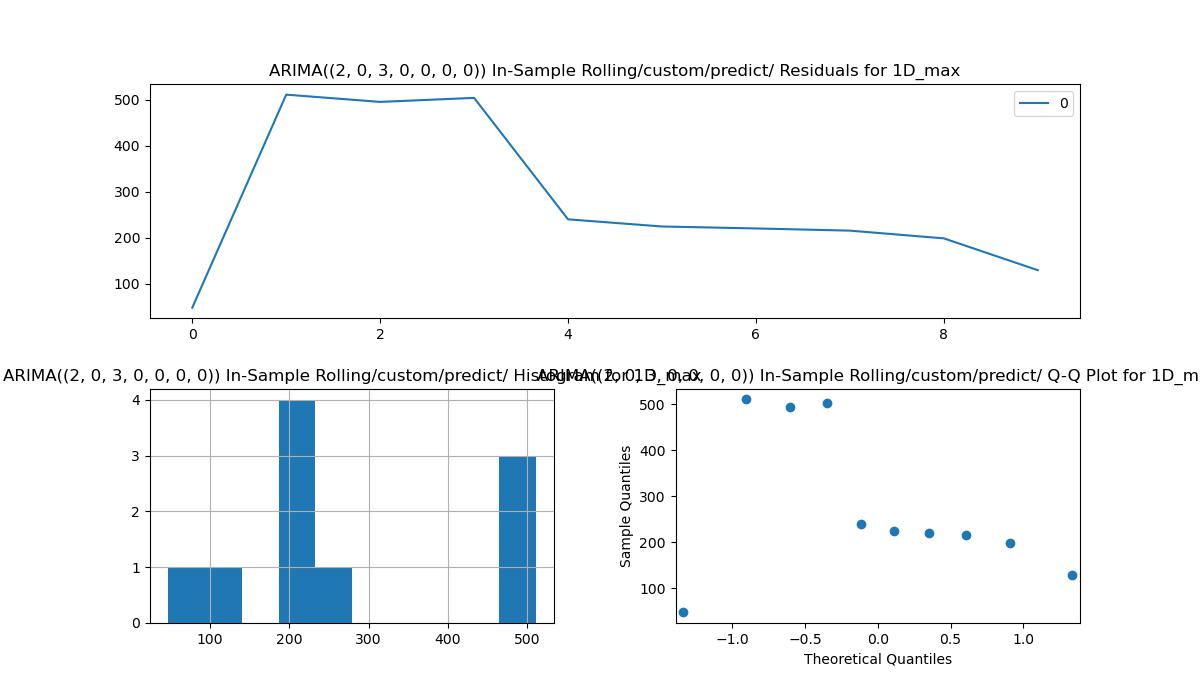 ARIMA((2, 0, 3, 0, 0, 0, 0)) In-Sample Rolling/custom/predict/ Residuals for 1D_max
500
400
300
200
100
0
0 2 4 6 8
ARIMA((2, 0, 3, 0, 0, 0, 0)) In-Sample Rolling/custom/predict/ Histogram for 1D_max
4
3
2
1
0
100 200 300 400 500
ARIMA((2, 0, 3, 0, 0, 0, 0)) In-Sample Rolling/custom/predict/ Q-Q Plot for 1D_m
Sample Quantiles
500
400
300
200
100
−1.0 −0.5 0.0 0.5 1.0
Theoretical Quantiles